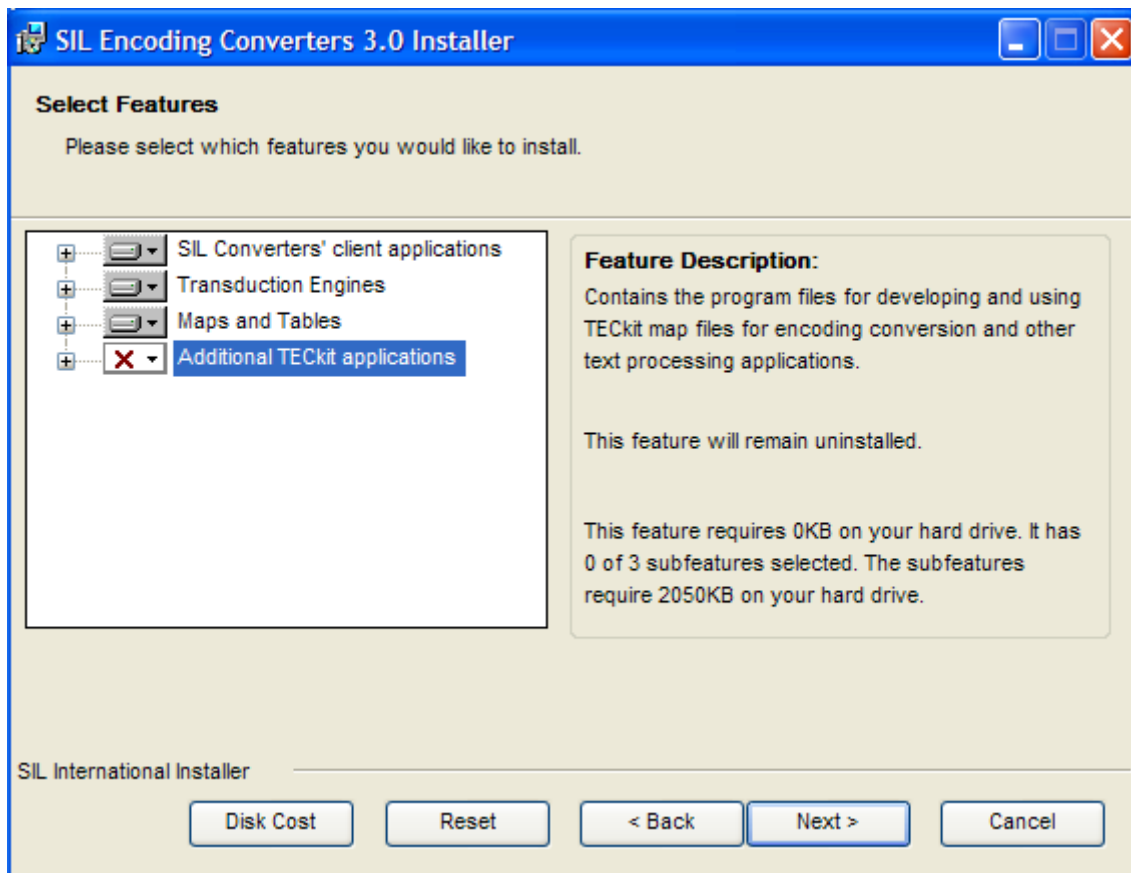 SIL Encoding Converters 3.0 Installer
Select Features
Please select which features you would like to install.
SIL Converters' client applications
Transduction Engines
Maps and Tables
Additional TECkit applications
Feature Description:
Contains the program files for developing and using
TECkit map files for encoding conversion and other
text processing applications.
This feature will remain uninstalled.
This feature requires 0KB on your hard drive. It has
0 of 3 subfeatures selected. The subfeatures
require 2050KB on your hard drive.
SIL International Installer
Disk Cost
Reset
< Back
Next >
Cancel